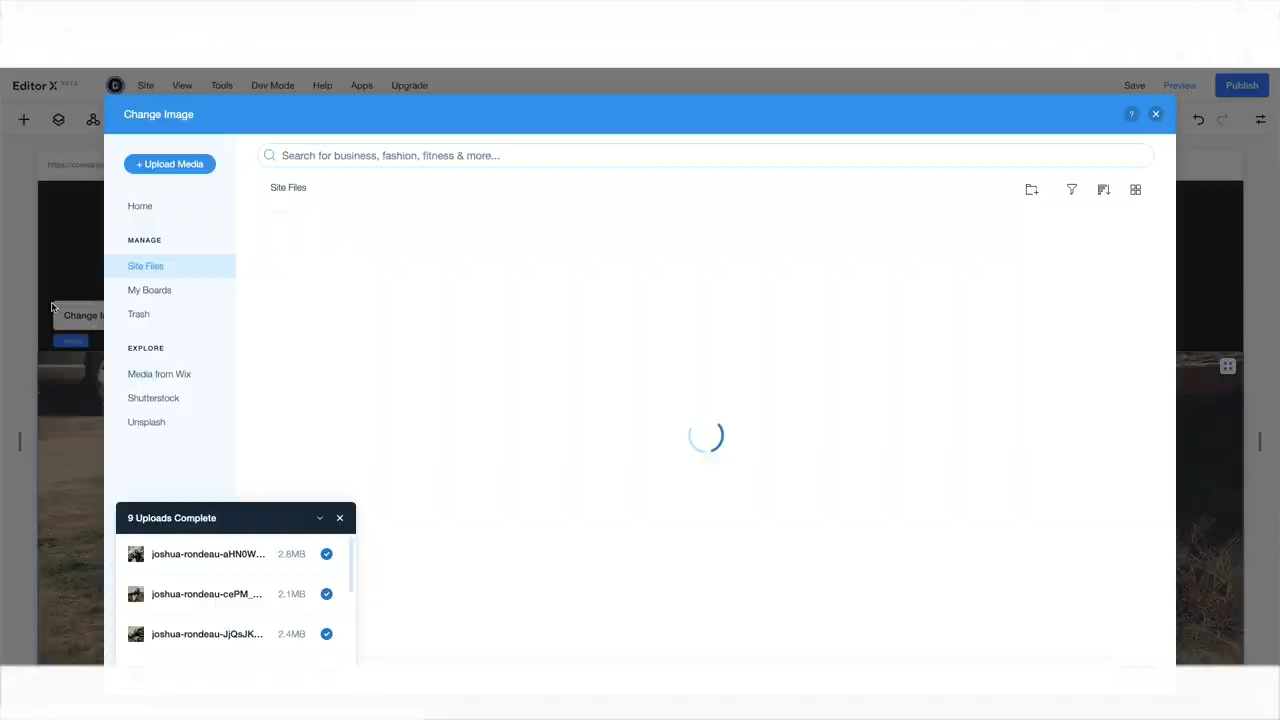 Editor X BETA
D Site View Tools Dev Mode Help Apps Upgrade
Save Preview Publish
Change Image
?
+ Upload Media
Search for business, fashion, fitness & more...
Site Files
Home
MANAGE
Site Files
My Boards
Trash
EXPLORE
Media from Wix
Shutterstock
Unsplash
Change I
9 Uploads Complete
joshua-rondeau-aHN0W... 2.8MB
joshua-rondeau-cePM_... 2.1MB
joshua-rondeau-JjQsJK... 2.4MB